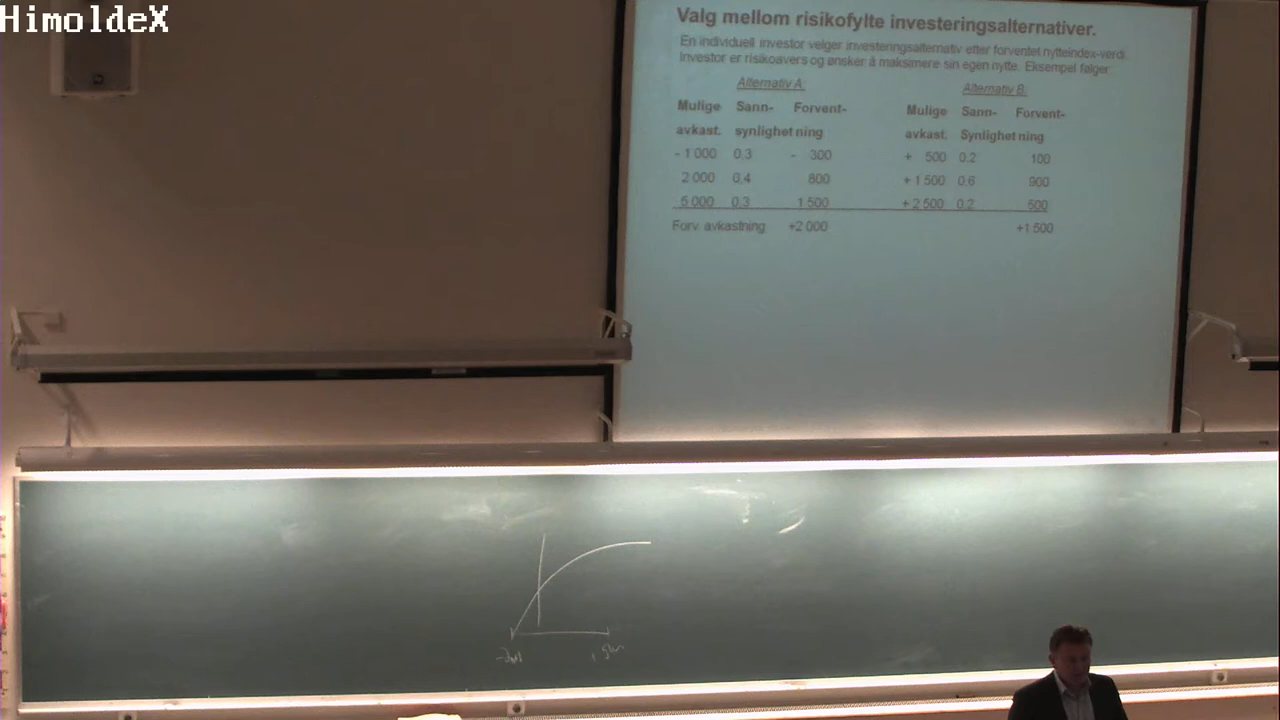 HimoldeX
Valg mellom risikofylte investeringsalternativer.
En individuell investor velger investeringsalternativ etter forventet nytteindex-verdi.
Investor er risikoavers og ønsker å maksimere sin egen nytte. Eksempel følger:
Alternativ A: Alternativ B:
Mulige Sann- Forvent- Mulige Sann- Forvent-
avkast. synlighet ning avkast. Synlighet ning
- 1 000 0.3 - 300 + 500 0.2 100
2 000 0.4 800 + 1 500 0.6 900
5 000 0.3 1 500 + 2 500 0.2 500
Forv. avkastning +2 000 +1 500